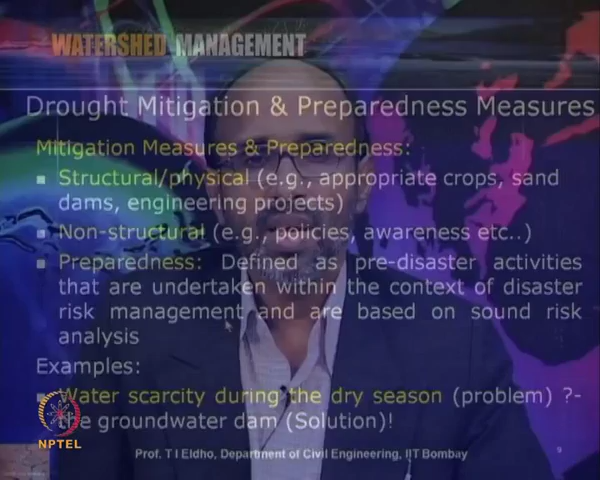 WATERSHED MANAGEMENT
Drought Mitigation & Preparedness Measures
Mitigation Measures & Preparedness:
▪ Structural/physical (e.g., appropriate crops, sand
dams, engineering projects)
▪ Non-structural (e.g., policies, awareness etc..)
▪ Preparedness: Defined as pre-disaster activities
that are undertaken within the context of disaster
risk management and are based on sound risk
analysis
Examples:
▪ Water scarcity during the dry season (problem) ?-
the groundwater dam (Solution)!
NPTEL
Prof. T I Eldho, Department of Civil Engineering, IIT Bombay
9